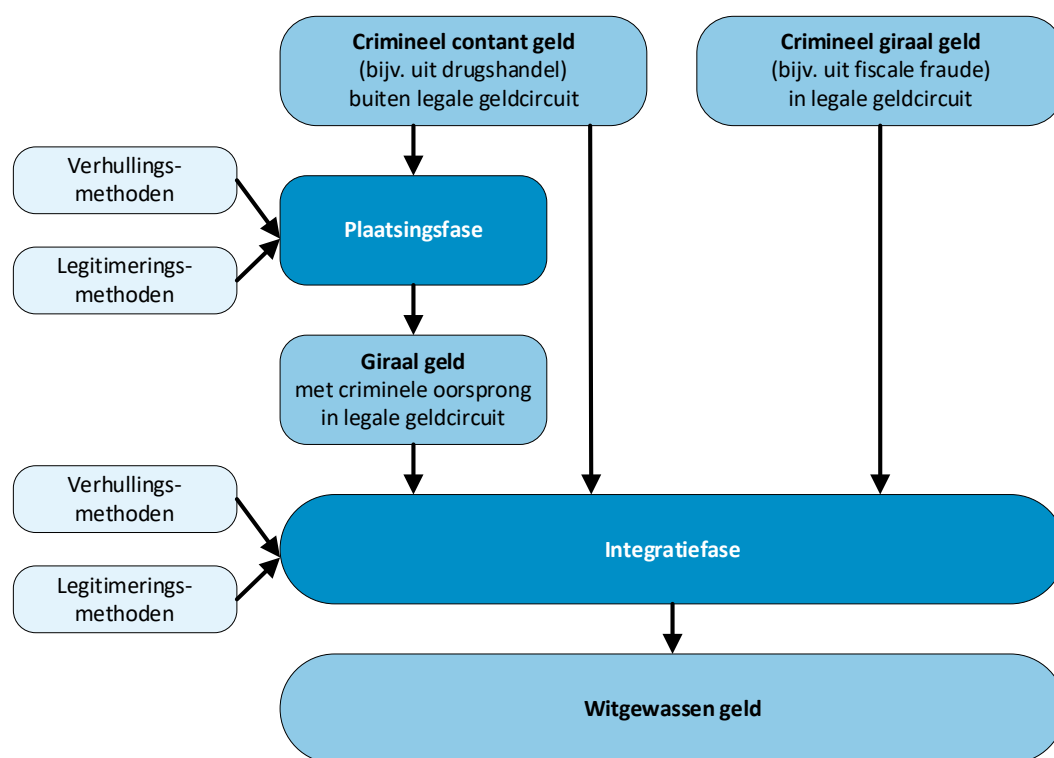 Crimineel contant geld
(bijv. uit drugshandel)
buiten legale geldcircuit
Crimineel giraal geld
(bijv. uit fiscale fraude)
in legale geldcircuit
Verhullings-
methoden
Legitimerings-
methoden
Plaatsingsfase
Giraal geld
met criminele oorsprong
in legale geldcircuit
Verhullings-
methoden
Legitimerings-
methoden
Integratiefase
Witgewassen geld